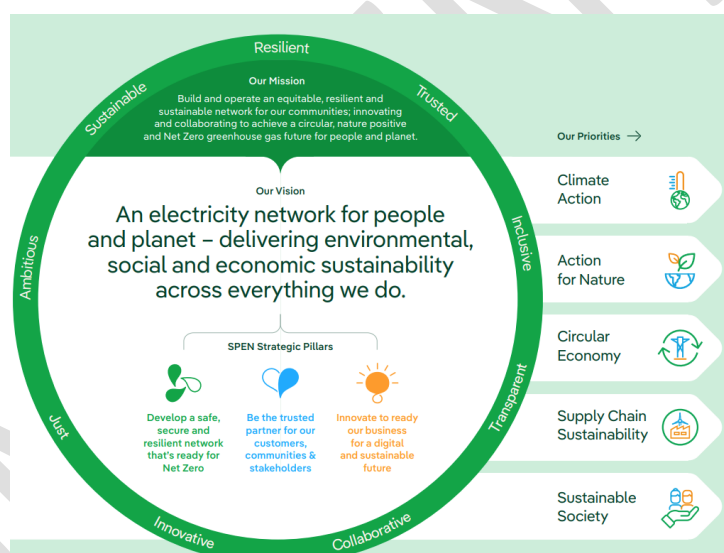 Resilient
Sustainable
Trusted
Ambitious
Inclusive
Just
Transparent
Innovative
Collaborative
Our Mission
Build and operate an equitable, resilient and
sustainable network for our communities; innovating
and collaborating to achieve a circular, nature positive
and Net Zero greenhouse gas future for people and planet.
Our Vision
An electricity network for people
and planet – delivering environmental,
social and economic sustainability
across everything we do.
SPEN Strategic Pillars
Develop a safe,
secure and
resilient network
that's ready for
Net Zero
Be the trusted
partner for our
customers,
communities &
stakeholders
Innovate to ready
our business
for a digital
and sustainable
future
Our Priorities →
Climate
Action
Action
for Nature
Circular
Economy
Supply Chain
Sustainability
Sustainable
Society